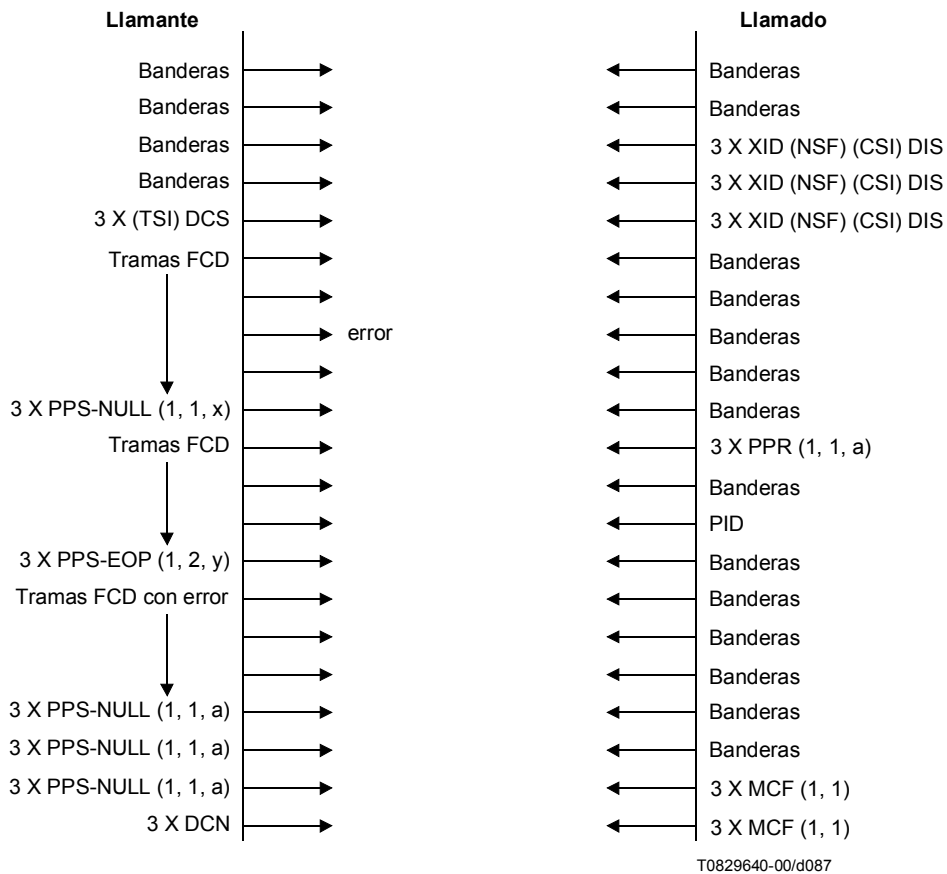 Llamante
Llamado
Banderas
Banderas
Banderas
Banderas
Banderas
3 X XID (NSF) (CSI) DIS
Banderas
3 X XID (NSF) (CSI) DIS
3 X (TSI) DCS
3 X XID (NSF) (CSI) DIS
Tramas FCD
Banderas
Banderas
error
Banderas
Banderas
3 X PPS-NULL (1, 1, x)
Banderas
Tramas FCD
3 X PPR (1, 1, a)
Banderas
PID
3 X PPS-EOP (1, 2, y)
Banderas
Tramas FCD con error
Banderas
Banderas
Banderas
3 X PPS-NULL (1, 1, a)
Banderas
3 X PPS-NULL (1, 1, a)
Banderas
3 X PPS-NULL (1, 1, a)
3 X MCF (1, 1)
3 X DCN
3 X MCF (1, 1)
T0829640-00/d087